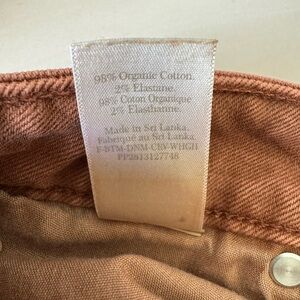 98% Organic Cotton.
2% Elastane.
98% Coton Organique
2% Elasthanne.
Made in Sri Lanka.
Fabriqué au Sri Lanka.
F-BTM-DNM-CRV-WHGH
PP2813127748